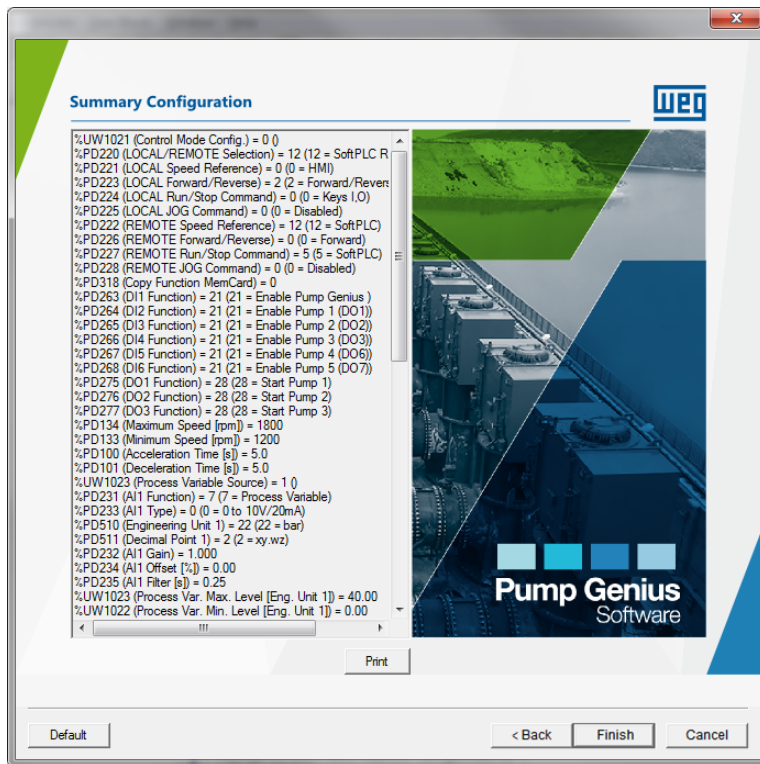 Summary Configuration
WEG
%UW1021 (Control Mode Config.) = 0 ()
%PD220 (LOCAL/REMOTE Selection) = 12 (12 = SoftPLC R
%PD221 (LOCAL Speed Reference) = 0 (0 = HMI)
%PD223 (LOCAL Forward/Reverse) = 2 (2 = Forward/Revers
%PD224 (LOCAL Run/Stop Command) = 0 (0 = Keys I,O)
%PD225 (LOCAL JOG Command) = 0 (0 = Disabled)
%PD222 (REMOTE Speed Reference) = 12 (12 = SoftPLC)
%PD226 (REMOTE Forward/Reverse) = 0 (0 = Forward)
%PD227 (REMOTE Run/Stop Command) = 5 (5 = SoftPLC)
%PD228 (REMOTE JOG Command) = 0 (0 = Disabled)
%PD318 (Copy Function MemCard) = 0
%PD263 (DI1 Function) = 21 (21 = Enable Pump Genius )
%PD264 (DI2 Function) = 21 (21 = Enable Pump 1 (DO1))
%PD265 (DI3 Function) = 21 (21 = Enable Pump 2 (DO2))
%PD266 (DI4 Function) = 21 (21 = Enable Pump 3 (DO3))
%PD267 (DI5 Function) = 21 (21 = Enable Pump 4 (DO6))
%PD268 (DI6 Function) = 21 (21 = Enable Pump 5 (DO7))
%PD275 (DO1 Function) = 28 (28 = Start Pump 1)
%PD276 (DO2 Function) = 28 (28 = Start Pump 2)
%PD277 (DO3 Function) = 28 (28 = Start Pump 3)
%PD134 (Maximum Speed [rpm]) = 1800
%PD133 (Minimum Speed [rpm]) = 1200
%PD100 (Acceleration Time [s]) = 5.0
%PD101 (Deceleration Time [s]) = 5.0
%UW1023 (Process Variable Source) = 1 ()
%PD231 (AI1 Function) = 7 (7 = Process Variable)
%PD233 (AI1 Type) = 0 (0 = 0 to 10V/20mA)
%PD510 (Engineering Unit 1) = 22 (22 = bar)
%PD511 (Decimal Point 1) = 2 (2 = xy.wz)
%PD232 (AI1 Gain) = 1.000
%PD234 (AI1 Offset [%]) = 0.00
%PD235 (AI1 Filter [s]) = 0.25
%UW1023 (Process Var. Max. Level [Eng. Unit 1]) = 40.00
%UW1022 (Process Var. Min. Level [Eng. Unit 1]) = 0.00
Pump Genius
Software
Print
Default
< Back
Finish
Cancel